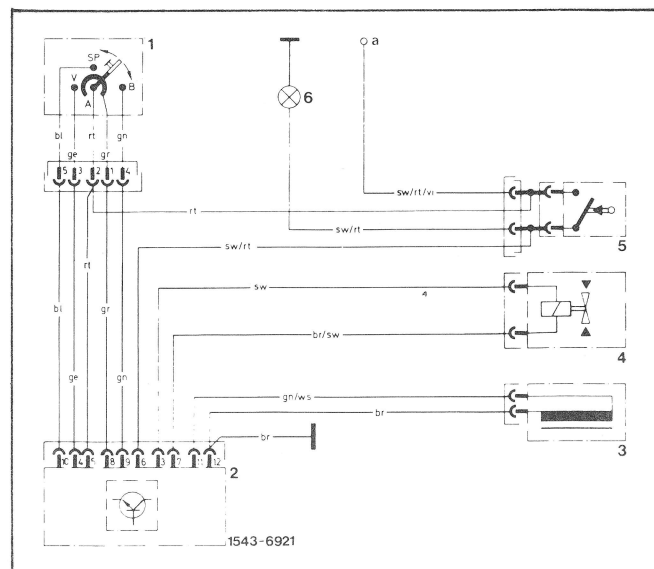 1
SP
V
B
A
a
6
bl
rt
gn
ge
gr
5 3 2 1 4
sw/rt/vi
rt
sw/rt
5
sw/rt
rt
sw
4
bl
gr
br/sw
4
ge
gn
gn/ws
br
3
br
10 4 5 8 9 6 3 7 11 12
2
1543-6921